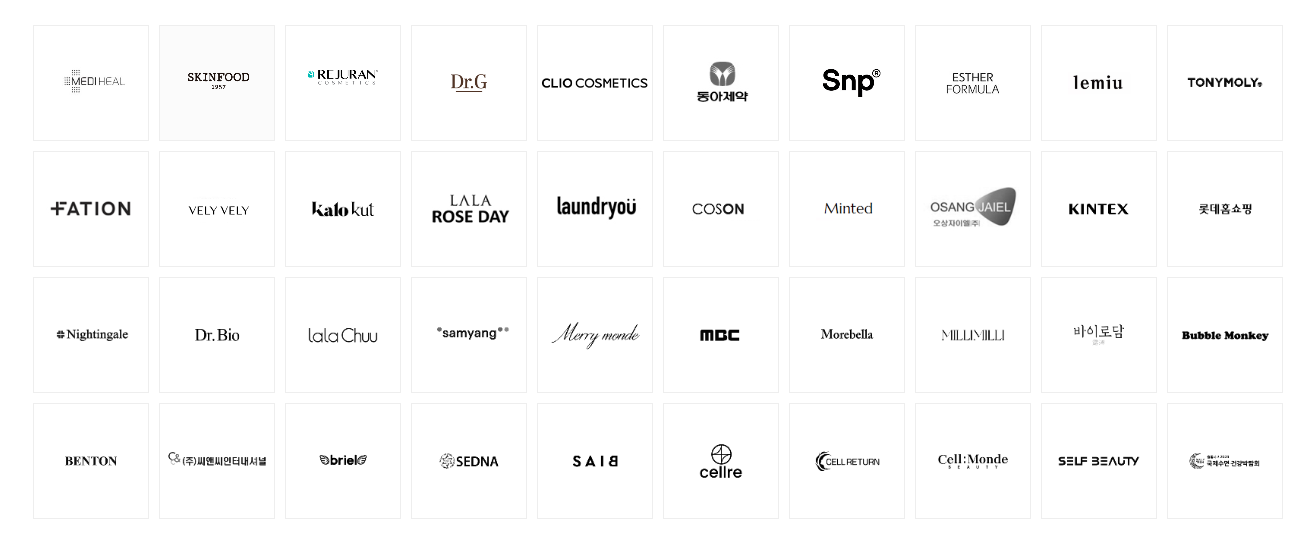 MEDIHEAL
SKINFOOD
1957
REJURAN
COSMETICS
Dr.G
CLIO COSMETICS
동아제약
Snp®
ESTHER
FORMULA
lemiu
TONYMOLY®
FATION
VELY VELY
kalo kut
LALA
ROSE DAY
laundryoü
COSON
Minted
OSANG JAIEL
오상자이엘(주)
KINTEX
롯데홈쇼핑
Nightingale
Dr. Bio
lala Chuu
samyang
Merry monde
MBC
Morebella
MILLIMILLI
바이로담
Bubble Monkey
BENTON
C& (주)씨앤씨인터내셔널
briel
SEDNA
SAIB
cellre
CELL RETURN
Cell:Monde
BEAUTY
SELF BEAUTY
국제수면·건강박람회